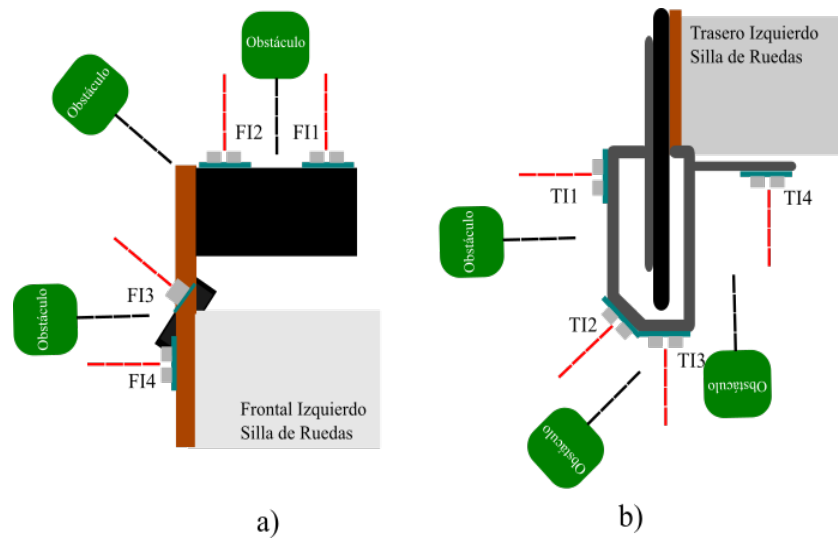 Obstáculo
Obstáculo
FI2
FI1
FI3
Obstáculo
FI4
Frontal Izquierdo
Silla de Ruedas
a)
Trasero Izquierdo
Silla de Ruedas
TI1
TI4
Obstáculo
TI2
TI3
Obstáculo
Obstáculo
b)